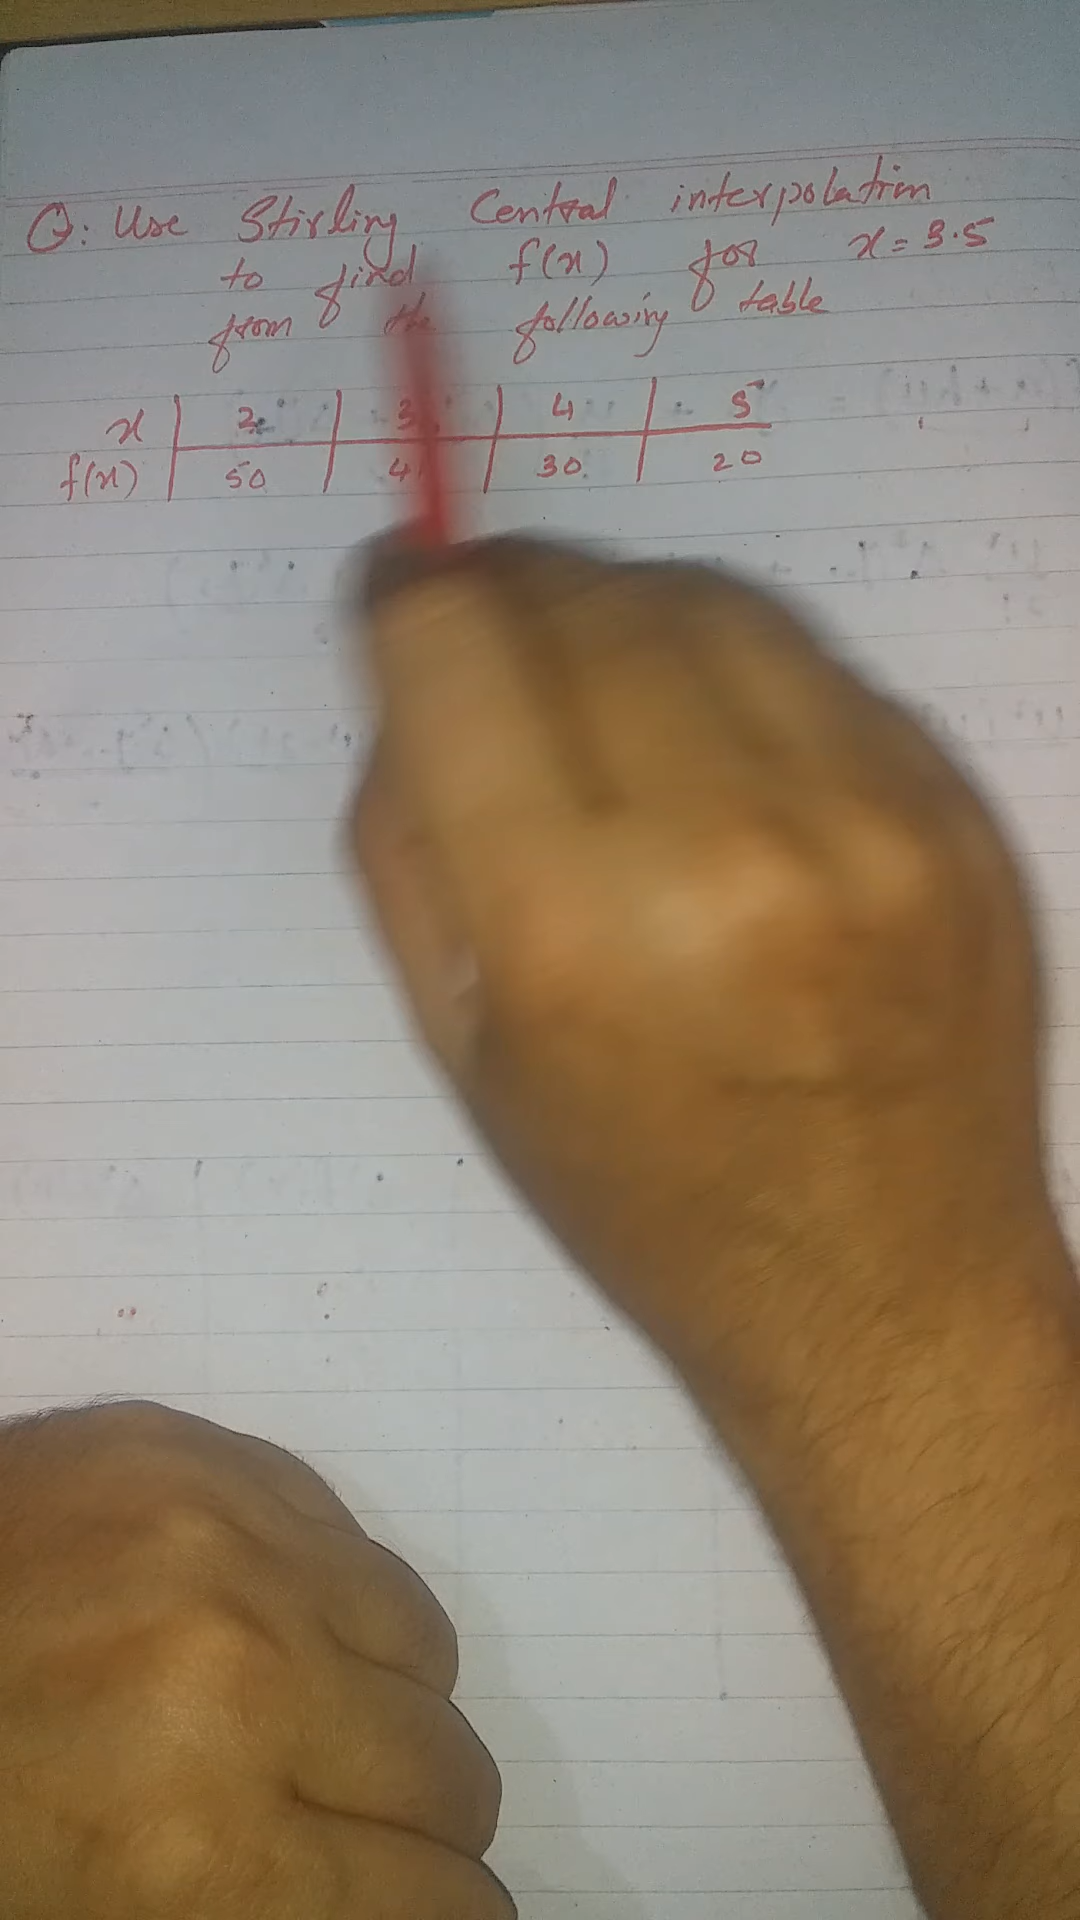 Q: Use Stirling Central interpolation
to find f(x) for x = 3.5
from the following table
x 2 3 4 5
f(x) 50 30 20